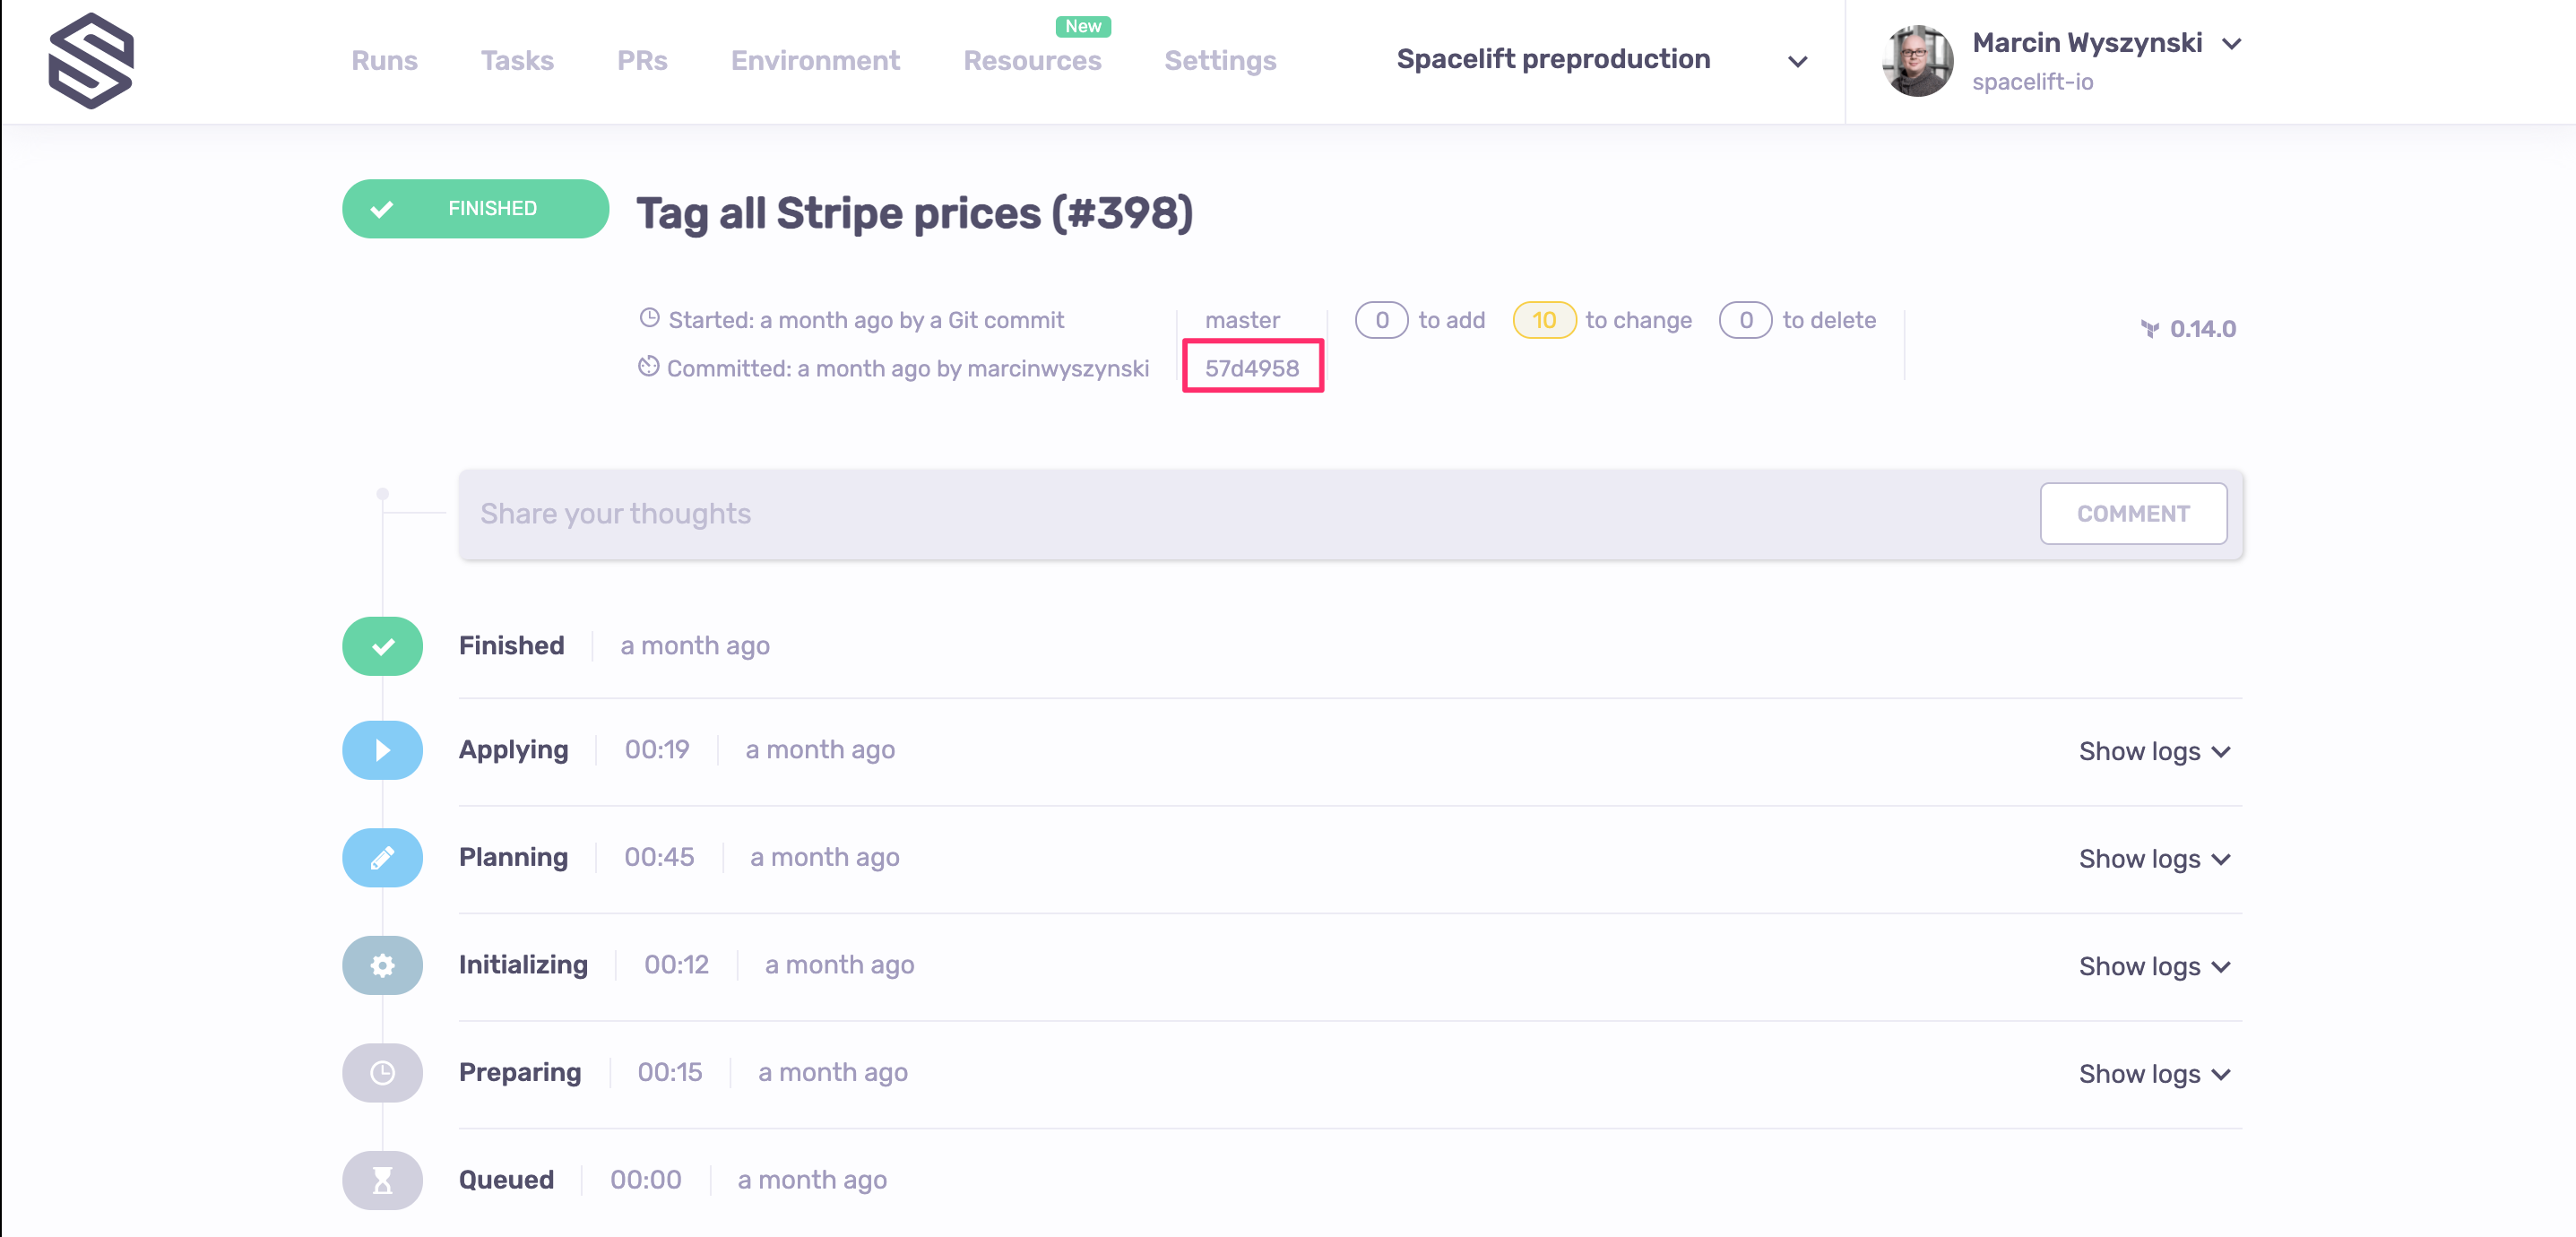 New
Runs Tasks PRs Environment Resources Settings Spacelift preproduction Marcin Wyszynski
spacelift-io
FINISHED Tag all Stripe prices (#398)
Started: a month ago by a Git commit master 0 to add 10 to change 0 to delete 0.14.0
Committed: a month ago by marcinwyszynski 57d4958
Share your thoughts COMMENT
Finished a month ago
Applying 00:19 a month ago Show logs
Planning 00:45 a month ago Show logs
Initializing 00:12 a month ago Show logs
Preparing 00:15 a month ago Show logs
Queued 00:00 a month ago